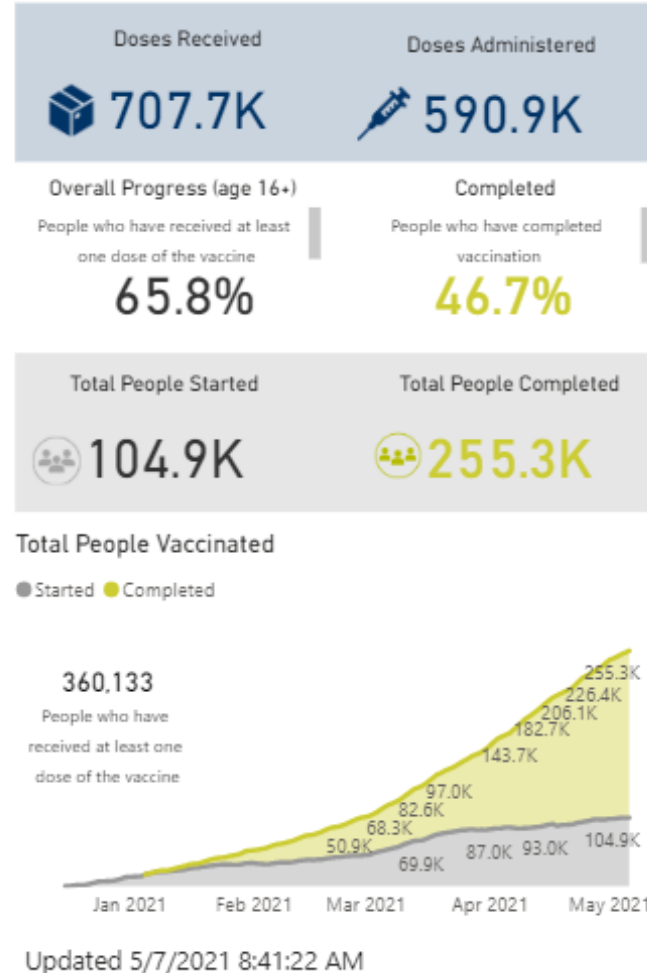 Doses Received
Doses Administered
707.7K
590.9K
Overall Progress (age 16+)
Completed
People who have received at least
one dose of the vaccine
People who have completed
vaccination
65.8%
46.7%
Total People Started
Total People Completed
104.9K
255.3K
Total People Vaccinated
Started
Completed
360,133
People who have
received at least one
dose of the vaccine
255.3K
226.4K
206.1K
182.7K
143.7K
97.0K
82.6K
68.3K
50.9K
69.9K
87.0K
93.0K
104.9K
Jan 2021
Feb 2021
Mar 2021
Apr 2021
May 2021
Updated 5/7/2021 8:41:22 AM